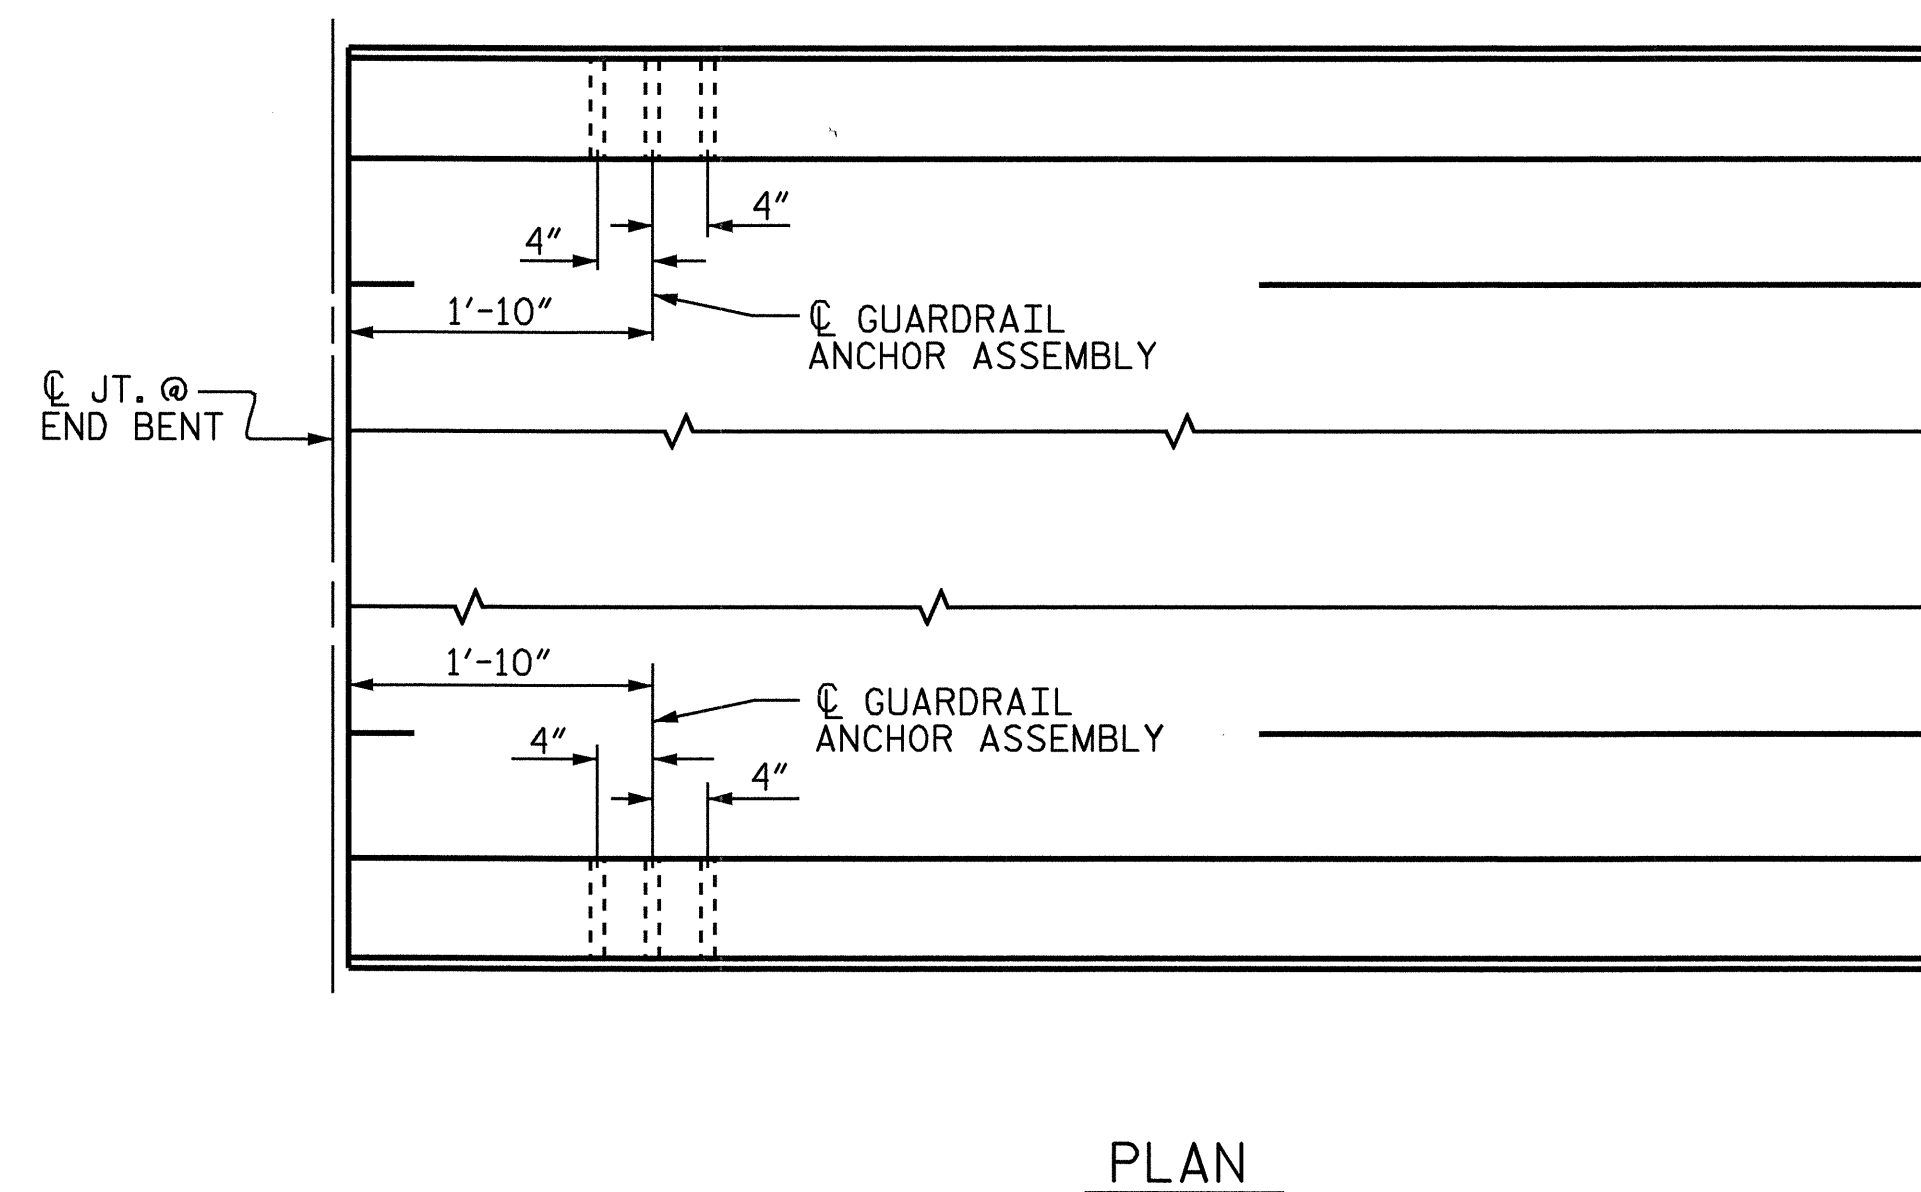 4"
4"
1'-10"
℄ GUARDRAIL
ANCHOR ASSEMBLY
℄ JT. @
END BENT
1'-10"
℄ GUARDRAIL
ANCHOR ASSEMBLY
4"
4"
PLAN